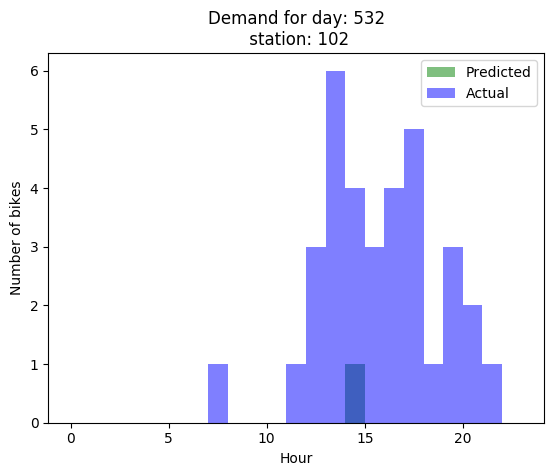 Demand for day: 532
station: 102
Predicted
Actual
Number of bikes
6
5
4
3
2
1
0
0 5 10 15 20
Hour